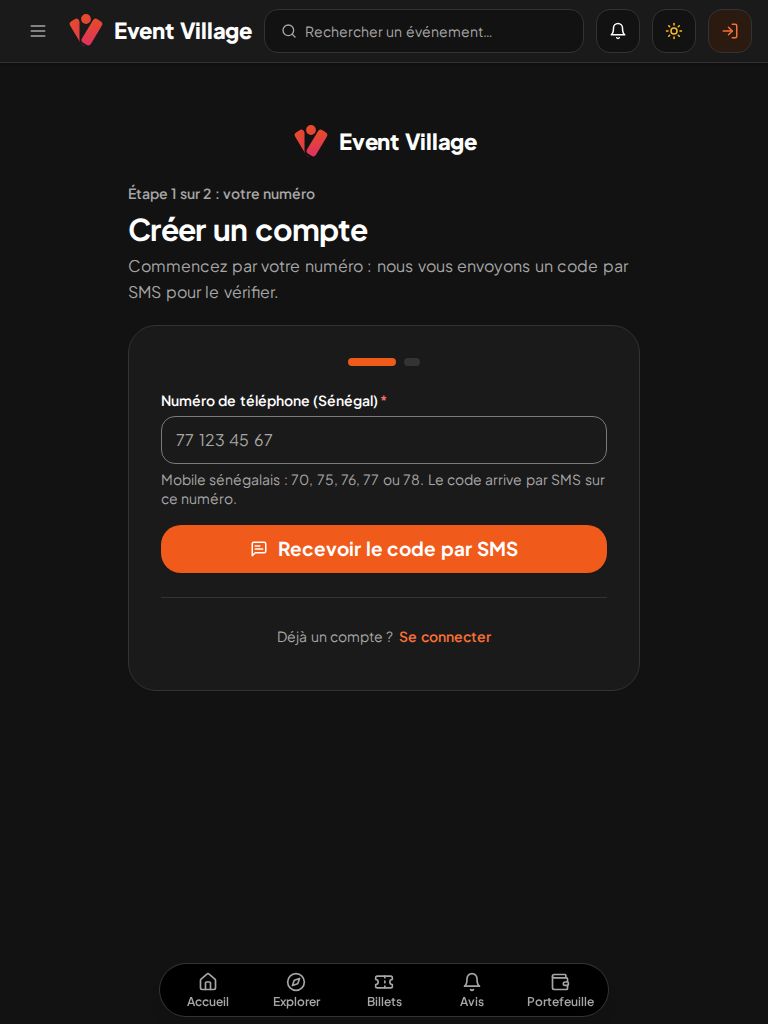 Event Village
Rechercher un événement...
Event Village
Étape 1 sur 2 : votre numéro
Créer un compte
Commencez par votre numéro : nous vous envoyons un code par
SMS pour le vérifier.
Numéro de téléphone (Sénégal) *
77 123 45 67
Mobile sénégalais : 70, 75, 76, 77 ou 78. Le code arrive par SMS sur
ce numéro.
Recevoir le code par SMS
Déjà un compte ? Se connecter
Accueil
Explorer
Billets
Avis
Portefeuille